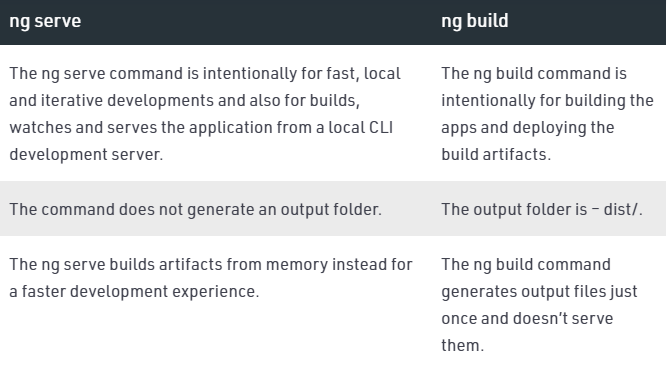 ng serve
ng build
The ng serve command is intentionally for fast, local
and iterative developments and also for builds,
watches and serves the application from a local CLI
development server.
The ng build command is
intentionally for building the
apps and deploying the
build artifacts.
The command does not generate an output folder.
The output folder is – dist/.
The ng serve builds artifacts from memory instead for
a faster development experience.
The ng build command
generates output files just
once and doesn’t serve
them.